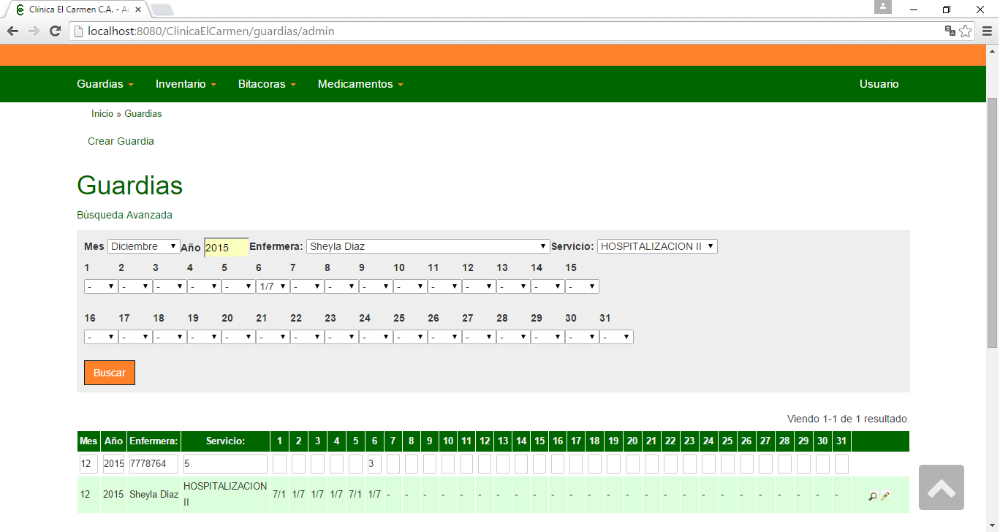 Clínica El Carmen C.A. - Ac
localhost:8080/ClinicaElCarmen/guardias/admin
Guardias Inventario Bitacoras Medicamentos Usuario
Inicio » Guardias
Crear Guardia
Guardias
Búsqueda Avanzada
Mes Diciembre Año 2015 Enfermera: Sheyla Diaz Servicio: HOSPITALIZACION II
1 2 3 4 5 6 7 8 9 10 11 12 13 14 15
- - - - - 1/7 - - - - - - - - -
16 17 18 19 20 21 22 23 24 25 26 27 28 29 30 31
- - - - - - - - - - - - - - - -
Buscar
Viendo 1-1 de 1 resultado.
Mes Año Enfermera: Servicio: 1 2 3 4 5 6 7 8 9 10 11 12 13 14 15 16 17 18 19 20 21 22 23 24 25 26 27 28 29 30 31
12 2015 7778764 5 3
12 2015 Sheyla Diaz HOSPITALIZACION II 7/1 1/7 1/7 1/7 7/1 1/7 - - - - - - - - - - - - - - - - - - - - - - - - -